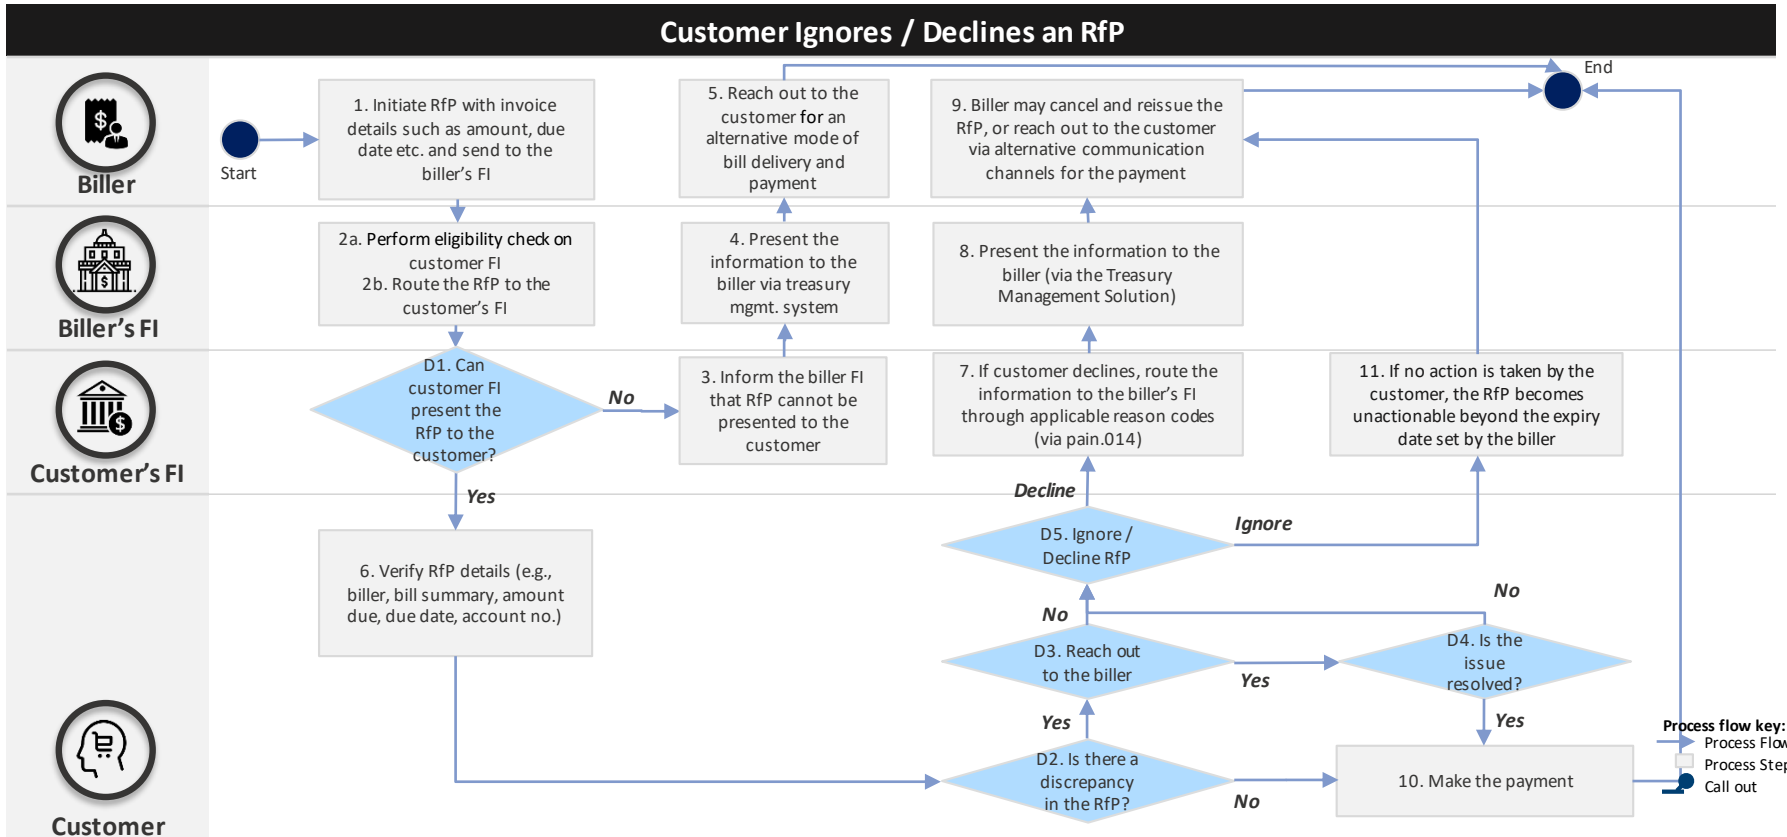 Customer Ignores / Declines an RfP
Biller
Start
1. Initiate RfP with invoice
details such as amount, due
date etc. and send to the
biller's FI
5. Reach out to the
customer for an
alternative mode of
bill delivery and
payment
9. Biller may cancel and reissue the
RfP, or reach out to the customer
via alternative communication
channels for the payment
End
Biller's FI
2a. Perform eligibility check on
customer FI
2b. Route the RfP to the
customer's FI
4. Present the
information to the
biller via treasury
mgmt. system
8. Present the information to the
biller (via the Treasury
Management Solution)
Customer's FI
D1. Can
customer FI
present the
RfP to the
customer?
No
Yes
3. Inform the biller FI
that RfP cannot be
presented to the
customer
7. If customer declines, route the
information to the biller's FI
through applicable reason codes
(via pain.014)
11. If no action is taken by the
customer, the RfP becomes
unactionable beyond the expiry
date set by the biller
Customer
6. Verify RfP details (e.g.,
biller, bill summary, amount
due, due date, account no.)
Decline
D5. Ignore /
Decline RfP
Ignore
No
No
D3. Reach out
to the biller
Yes
D4. Is the
issue
resolved?
Yes
Yes
D2. Is there a
discrepancy
in the RfP?
No
10. Make the payment
Process flow key:
Process Flow
Process Step
Call out